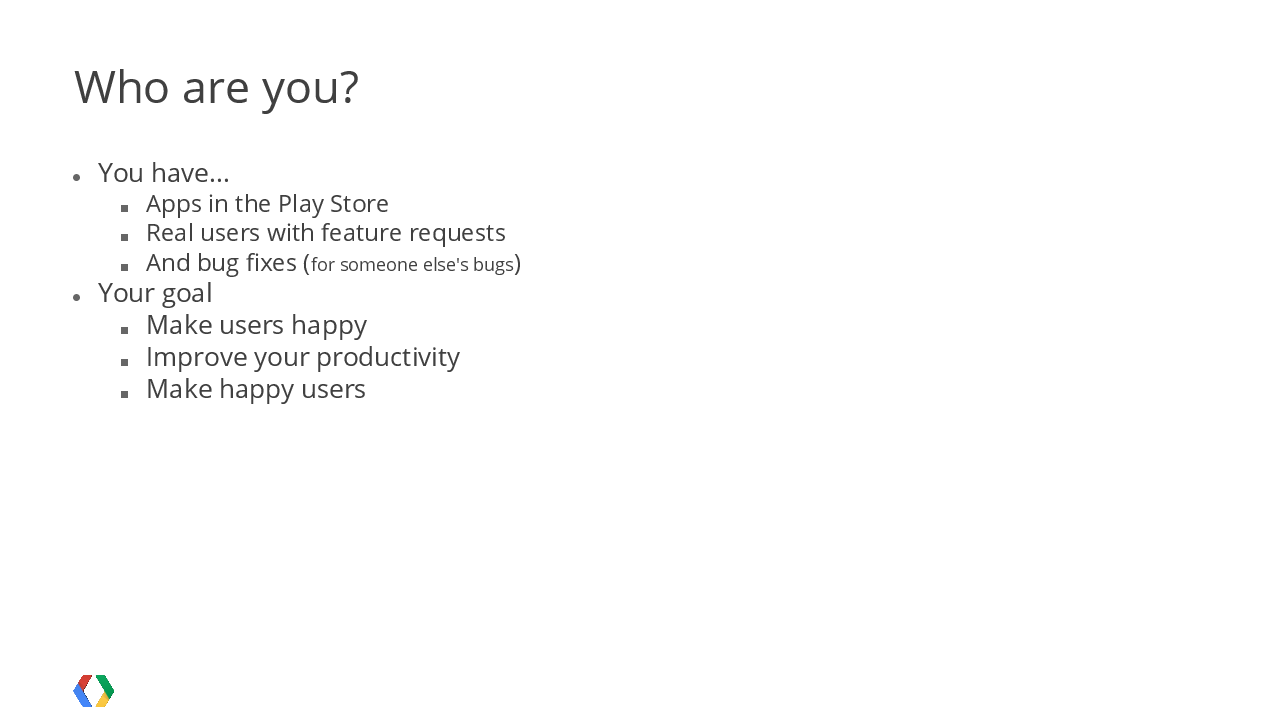 Who are you?
You have...
Apps in the Play Store
Real users with feature requests
And bug fixes (for someone else's bugs)
Your goal
Make users happy
Improve your productivity
Make happy users